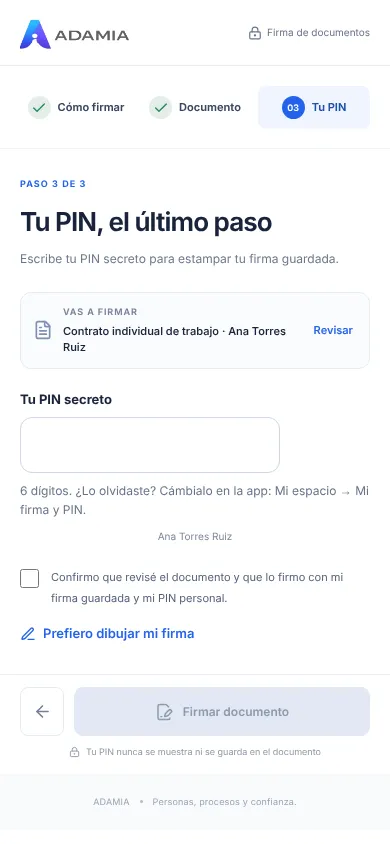 ADAMIA
Firma de documentos
Cómo firmar
Documento
03
Tu PIN
PASO 3 DE 3
Tu PIN, el último paso
Escribe tu PIN secreto para estampar tu firma guardada.
VAS A FIRMAR
Contrato individual de trabajo · Ana Torres
Ruiz
Revisar
Tu PIN secreto
6 dígitos. ¿Lo olvidaste? Cámbialo en la app: Mi espacio → Mi
firma y PIN.
Ana Torres Ruiz
Confirmo que revisé el documento y que lo firmo con mi
firma guardada y mi PIN personal.
Prefiero dibujar mi firma
Firmar documento
Tu PIN nunca se muestra ni se guarda en el documento
ADAMIA • Personas, procesos y confianza.